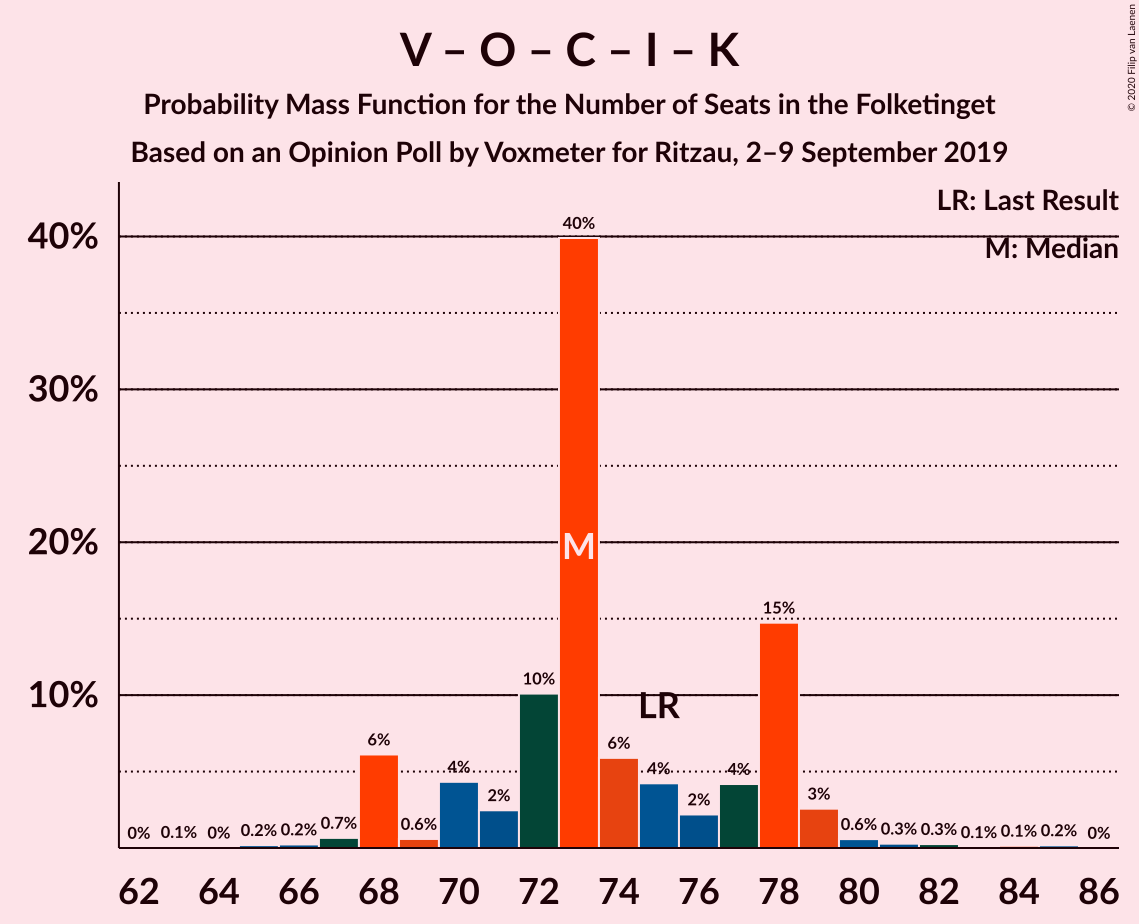 V – O – C – I – K
Probability Mass Function for the Number of Seats in the Folketinget
Based on an Opinion Poll by Voxmeter for Ritzau, 2–9 September 2019
© 2020 Filip van Laenen
LR: Last Result
M: Median
40%
30%
20%
10%
0% 0.1% 0% 0.2% 0.2% 0.7% 6% 0.6% 4% 2% 10% 40% 6% 4% 2% 4% 15% 3% 0.6% 0.3% 0.3% 0.1% 0.1% 0.2% 0%
M
LR
62 64 66 68 70 72 74 76 78 80 82 84 86